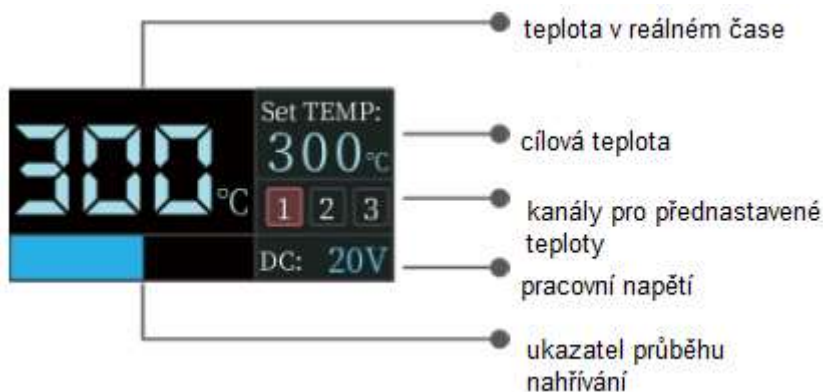 teplota v reálném čase
300 °C
Set TEMP:
300 °C
cílová teplota
1 2 3
kanály pro přednastavené
teploty
DC: 20V
pracovní napětí
ukazatel průběhu
nahřívání